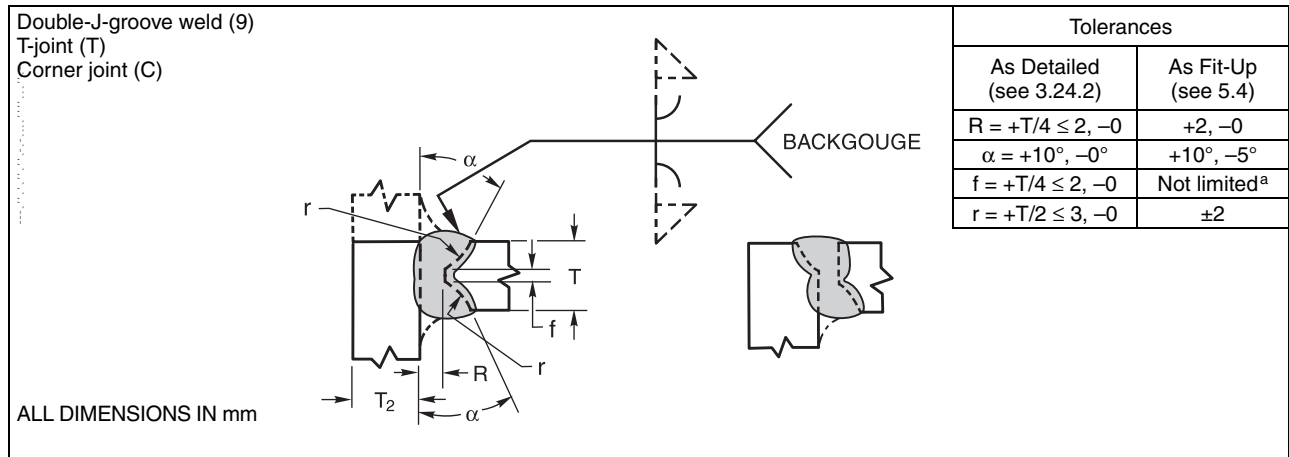 Double-J-groove weld (9)
T-joint (T)
Corner joint (C)
Tolerances
As Detailed
(see 3.24.2)
As Fit-Up
(see 5.4)
R = +T/4 ≤ 2, –0
+2, –0
α = +10°, –0°
+10°, –5°
f = +T/4 ≤ 2, –0
Not limitedᵃ
r = +T/2 ≤ 3, –0
±2
BACKGOUGE
α
r
T
f
r
R
T₂
α
ALL DIMENSIONS IN mm